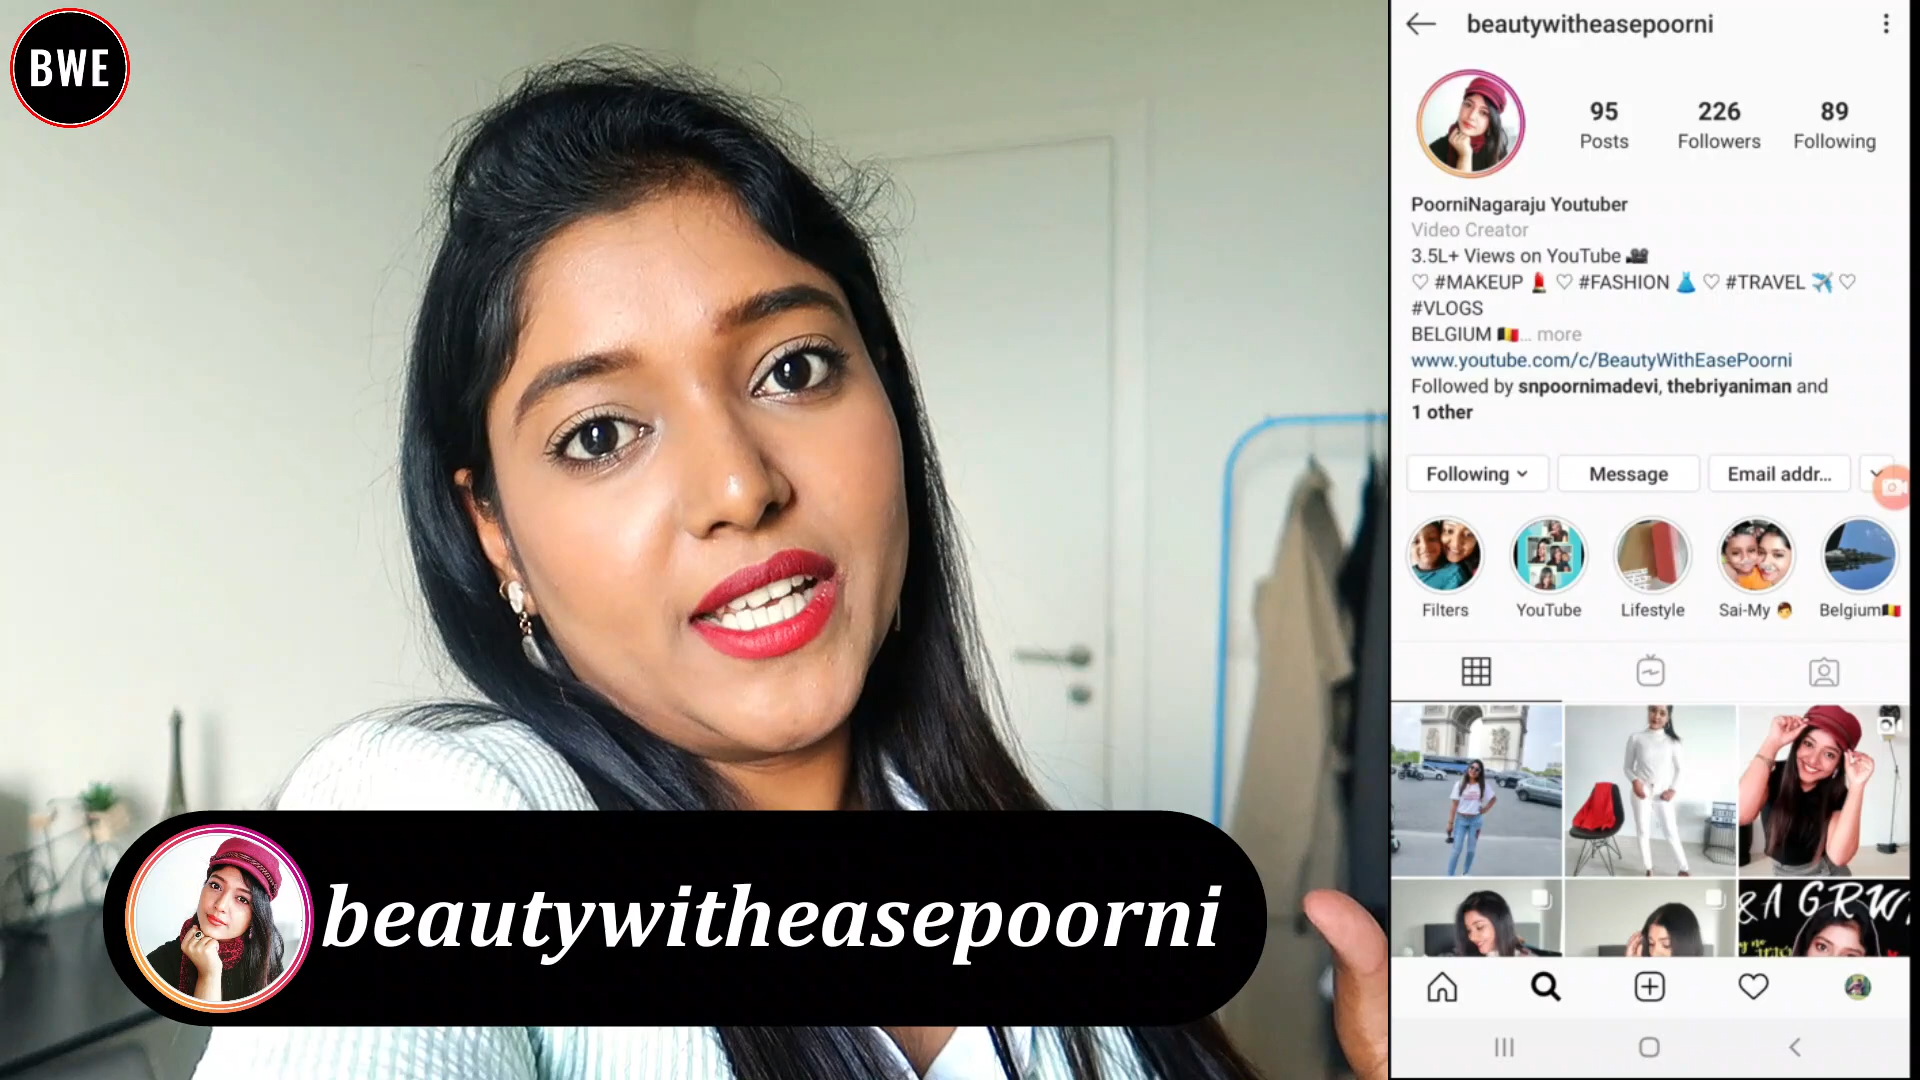 BWE
beautywitheasepoorni
beautywitheasepoorni
95 226 89
Posts Followers Following
PoorniNagaraju Youtuber
Video Creator
3.5L+ Views on YouTube 🎥
♡ #MAKEUP 💄 ♡ #FASHION 👗 ♡ #TRAVEL ✈️ ♡
#VLOGS
BELGIUM 🇧🇪... more
www.youtube.com/c/BeautyWithEasePoorni
Followed by snpoornimadevi, thebriyaniman and
1 other
Following Message Email addr...
Filters YouTube Lifestyle Sai-My 🧒 Belgium🇧🇪
&A GRW